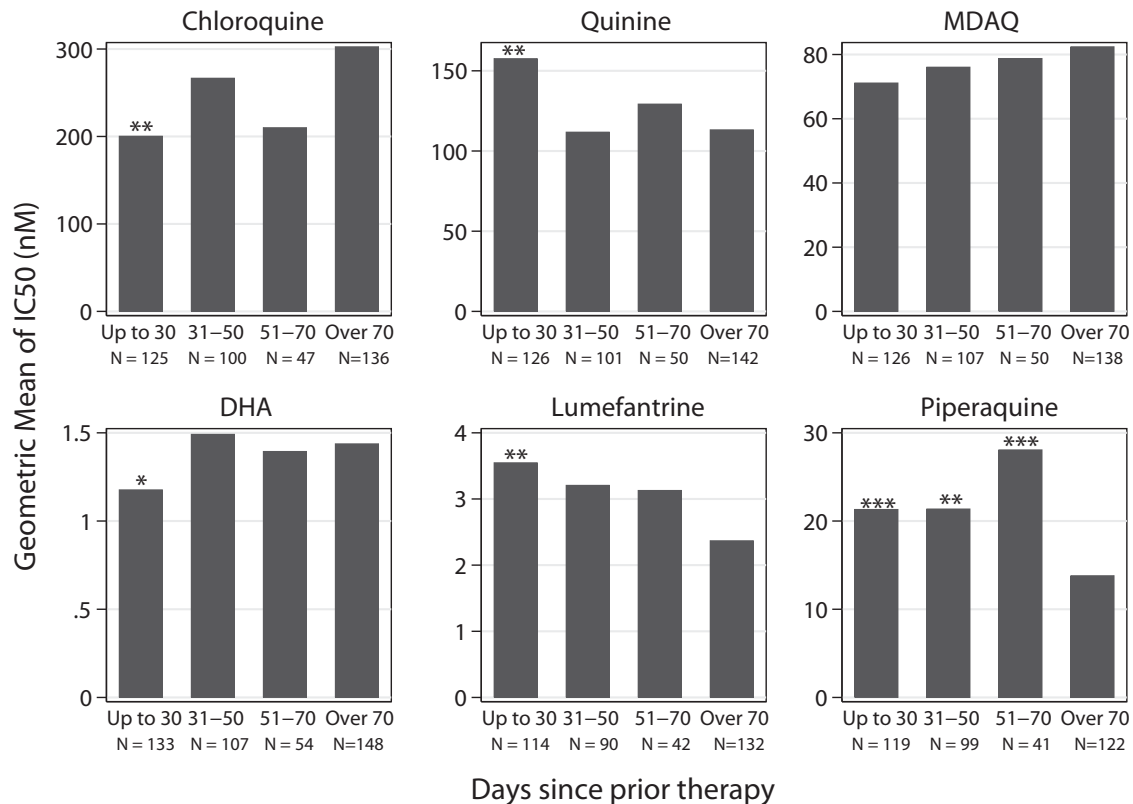 Chloroquine
Quinine
MDAQ
Geometric Mean of IC50 (nM)
300
200
100
0
**
Up to 30 31–50 51–70 Over 70
N = 125 N = 100 N = 47 N=136
150
100
50
0
**
Up to 30 31–50 51–70 Over 70
N = 126 N = 101 N = 50 N=142
80
60
40
20
0
Up to 30 31–50 51–70 Over 70
N = 126 N = 107 N = 50 N=138
DHA
Lumefantrine
Piperaquine
1.5
1
.5
0
*
Up to 30 31–50 51–70 Over 70
N = 133 N = 107 N = 54 N=148
4
3
2
1
0
**
Up to 30 31–50 51–70 Over 70
N = 114 N = 90 N = 42 N=132
30
20
10
0
*** ** ***
Up to 30 31–50 51–70 Over 70
N = 119 N = 99 N = 41 N=122
Days since prior therapy